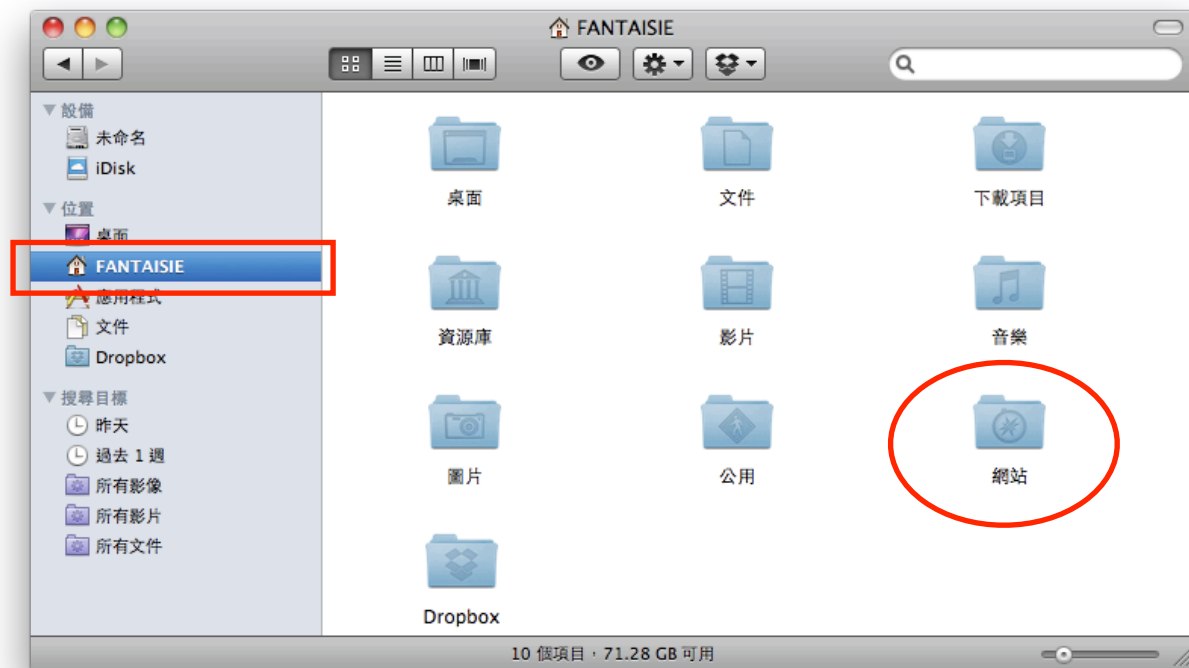 FANTAISIE
設備
未命名
iDisk
位置
桌面
FANTAISIE
應用程式
文件
Dropbox
搜尋目標
昨天
過去 1 週
所有影像
所有影片
所有文件
桌面
文件
下載項目
資源庫
影片
音樂
圖片
公用
網站
Dropbox
10 個項目，71.28 GB 可用